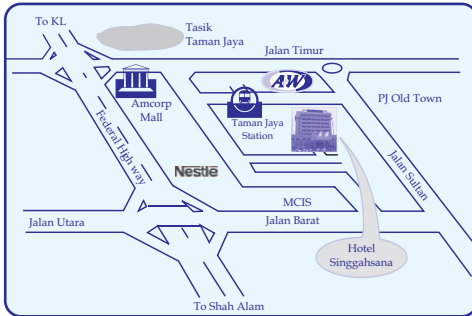 To KL
Tasik
Taman Jaya
Jalan Timur
A&W
PJ Old Town
Amcorp
Mall
Taman Jaya
Station
Federal High way
Jalan Sultan
Nestle
MCIS
Jalan Utara
Jalan Barat
Hotel
Singgahsana
To Shah Alam